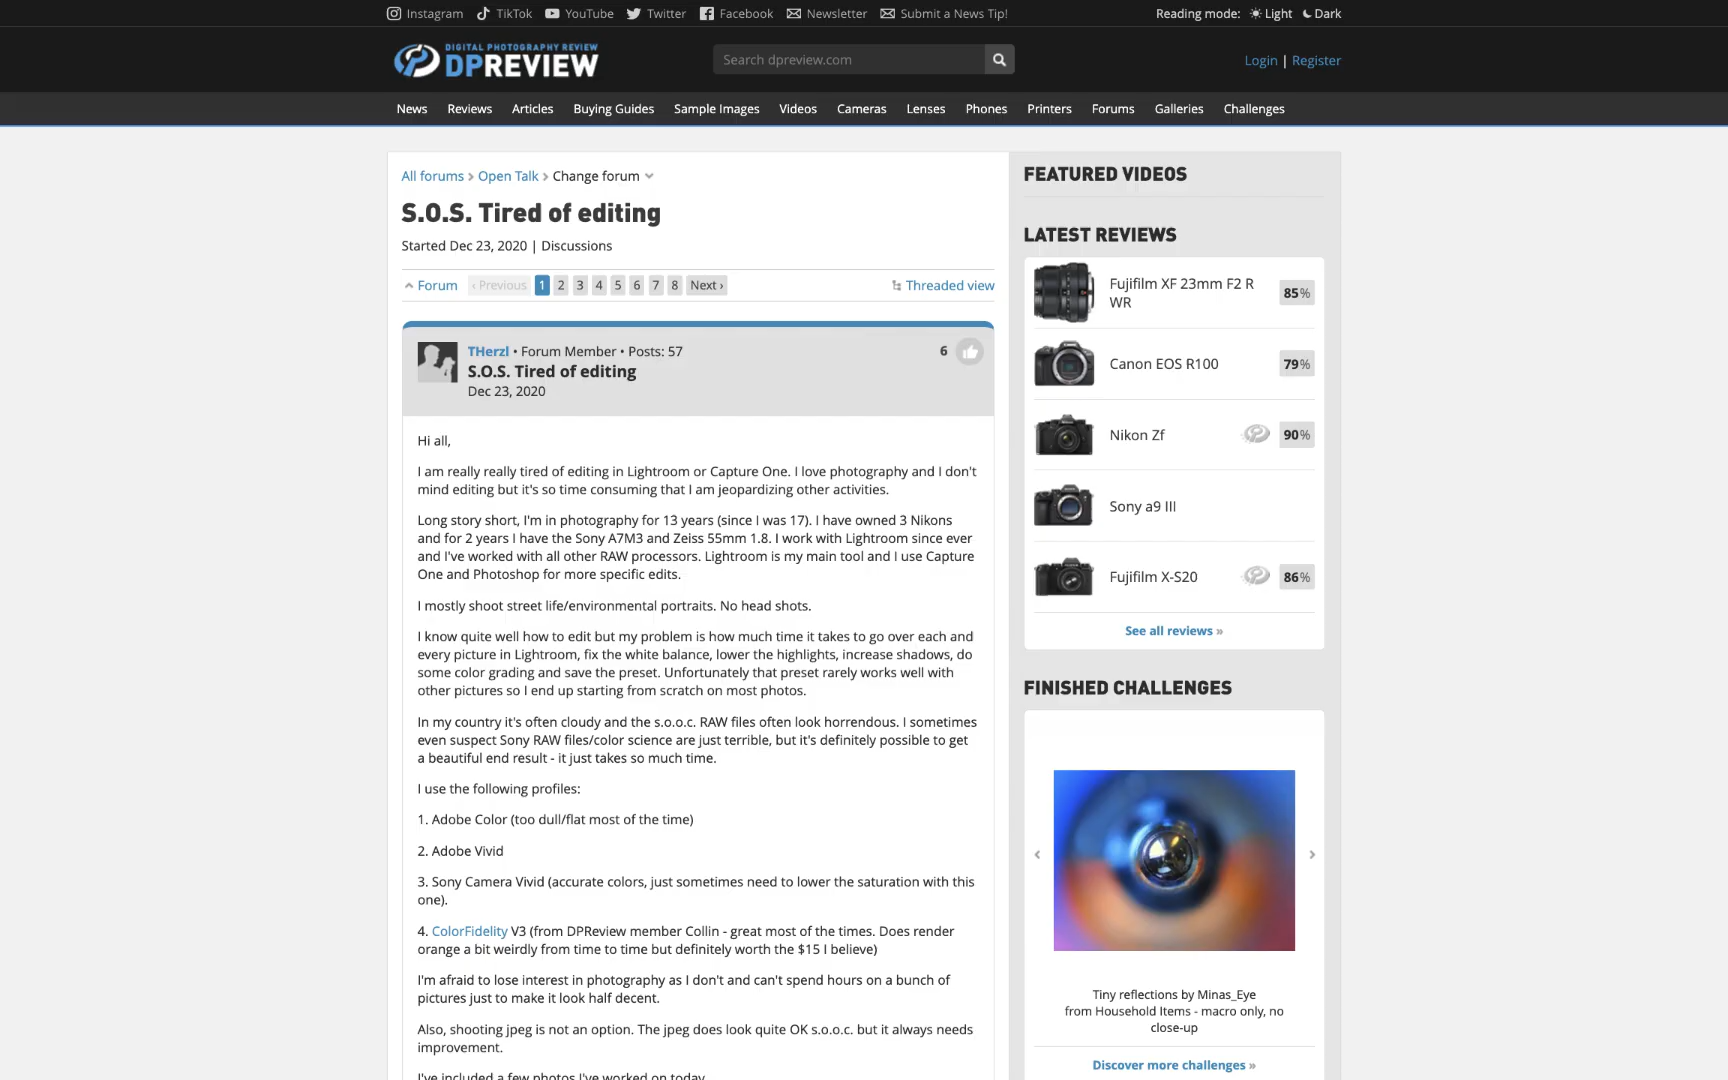 Instagram TikTok YouTube Twitter Facebook Newsletter Submit a News Tip! Reading mode: Light Dark
DIGITAL PHOTOGRAPHY REVIEW
DPREVIEW
Search dpreview.com
Login | Register
News Reviews Articles Buying Guides Sample Images Videos Cameras Lenses Phones Printers Forums Galleries Challenges
All forums > Open Talk > Change forum
S.O.S. Tired of editing
Started Dec 23, 2020 | Discussions
Forum ‹ Previous 1 2 3 4 5 6 7 8 Next › Threaded view
THerzl • Forum Member • Posts: 57
6
S.O.S. Tired of editing
Dec 23, 2020
Hi all,
I am really really tired of editing in Lightroom or Capture One. I love photography and I don't
mind editing but it's so time consuming that I am jeopardizing other activities.
Long story short, I'm in photography for 13 years (since I was 17). I have owned 3 Nikons
and for 2 years I have the Sony A7M3 and Zeiss 55mm 1.8. I work with Lightroom since ever
and I've worked with all other RAW processors. Lightroom is my main tool and I use Capture
One and Photoshop for more specific edits.
I mostly shoot street life/environmental portraits. No head shots.
I know quite well how to edit but my problem is how much time it takes to go over each and
every picture in Lightroom, fix the white balance, lower the highlights, increase shadows, do
some color grading and save the preset. Unfortunately that preset rarely works well with
other pictures so I end up starting from scratch on most photos.
In my country it's often cloudy and the s.o.o.c. RAW files often look horrendous. I sometimes
even suspect Sony RAW files/color science are just terrible, but it's definitely possible to get
a beautiful end result - it just takes so much time.
I use the following profiles:
1. Adobe Color (too dull/flat most of the time)
2. Adobe Vivid
3. Sony Camera Vivid (accurate colors, just sometimes need to lower the saturation with this
one).
4. ColorFidelity V3 (from DPReview member Collin - great most of the times. Does render
orange a bit weirdly from time to time but definitely worth the $15 I believe)
I'm afraid to lose interest in photography as I don't and can't spend hours on a bunch of
pictures just to make it look half decent.
Also, shooting jpeg is not an option. The jpeg does look quite OK s.o.o.c. but it always needs
improvement.
I've included a few photos I've worked on today
FEATURED VIDEOS
LATEST REVIEWS
Fujifilm XF 23mm F2 R
WR
85%
Canon EOS R100 79%
Nikon Zf 90%
Sony a9 III
Fujifilm X-S20 86%
See all reviews »
FINISHED CHALLENGES
Tiny reflections by Minas_Eye
from Household Items - macro only, no
close-up
Discover more challenges »